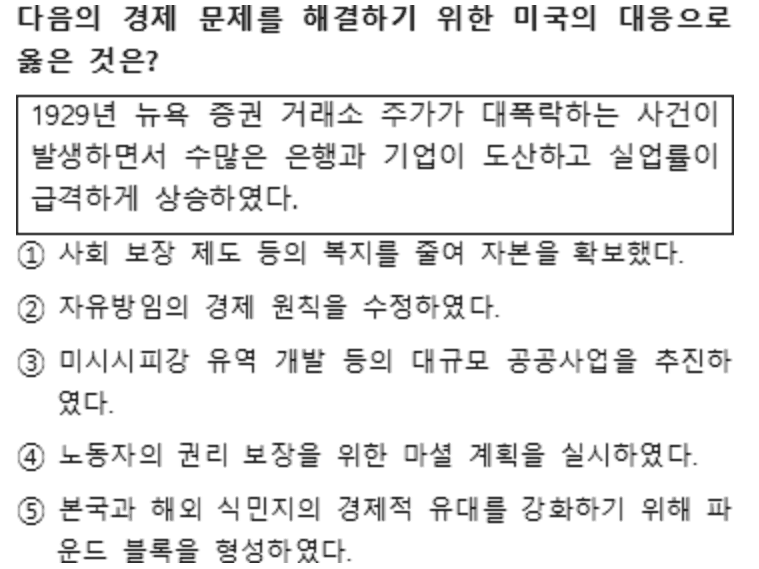 다음의 경제 문제를 해결하기 위한 미국의 대응으로
옳은 것은?
1929년 뉴욕 증권 거래소 주가가 대폭락하는 사건이
발생하면서 수많은 은행과 기업이 도산하고 실업률이
급격하게 상승하였다.
① 사회 보장 제도 등의 복지를 줄여 자본을 확보했다.
② 자유방임의 경제 원칙을 수정하였다.
③ 미시시피강 유역 개발 등의 대규모 공공사업을 추진하
였다.
④ 노동자의 권리 보장을 위한 마셜 계획을 실시하였다.
⑤ 본국과 해외 식민지의 경제적 유대를 강화하기 위해 파
운드 블록을 형성하였다.